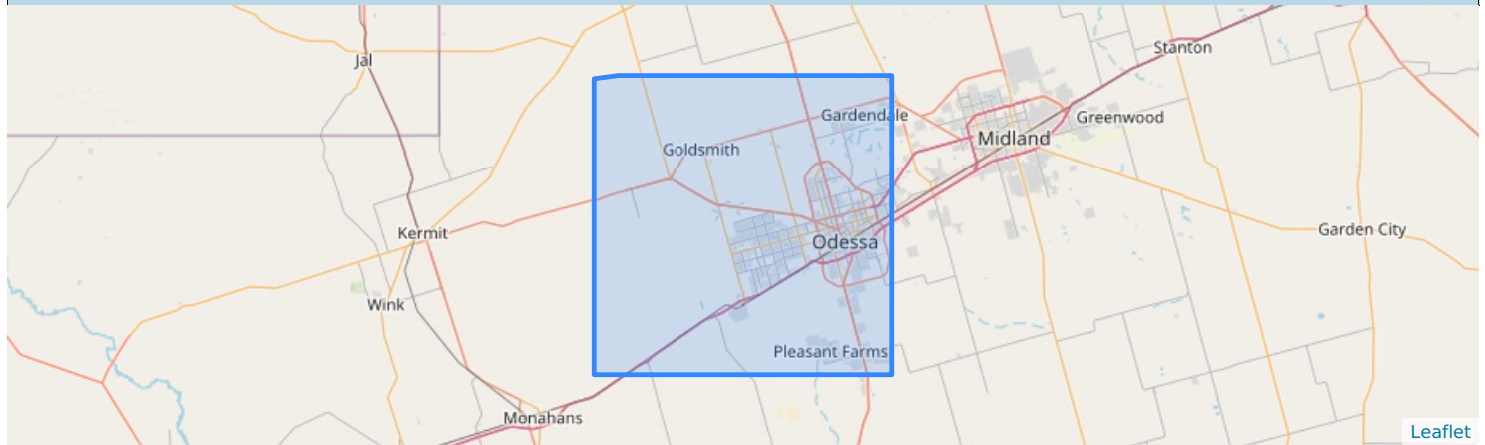 Stanton
Jal
Gardendale
Greenwood
Midland
Goldsmith
Kermit
Garden City
Odessa
Wink
Pleasant Farms
Monahans
Leaflet